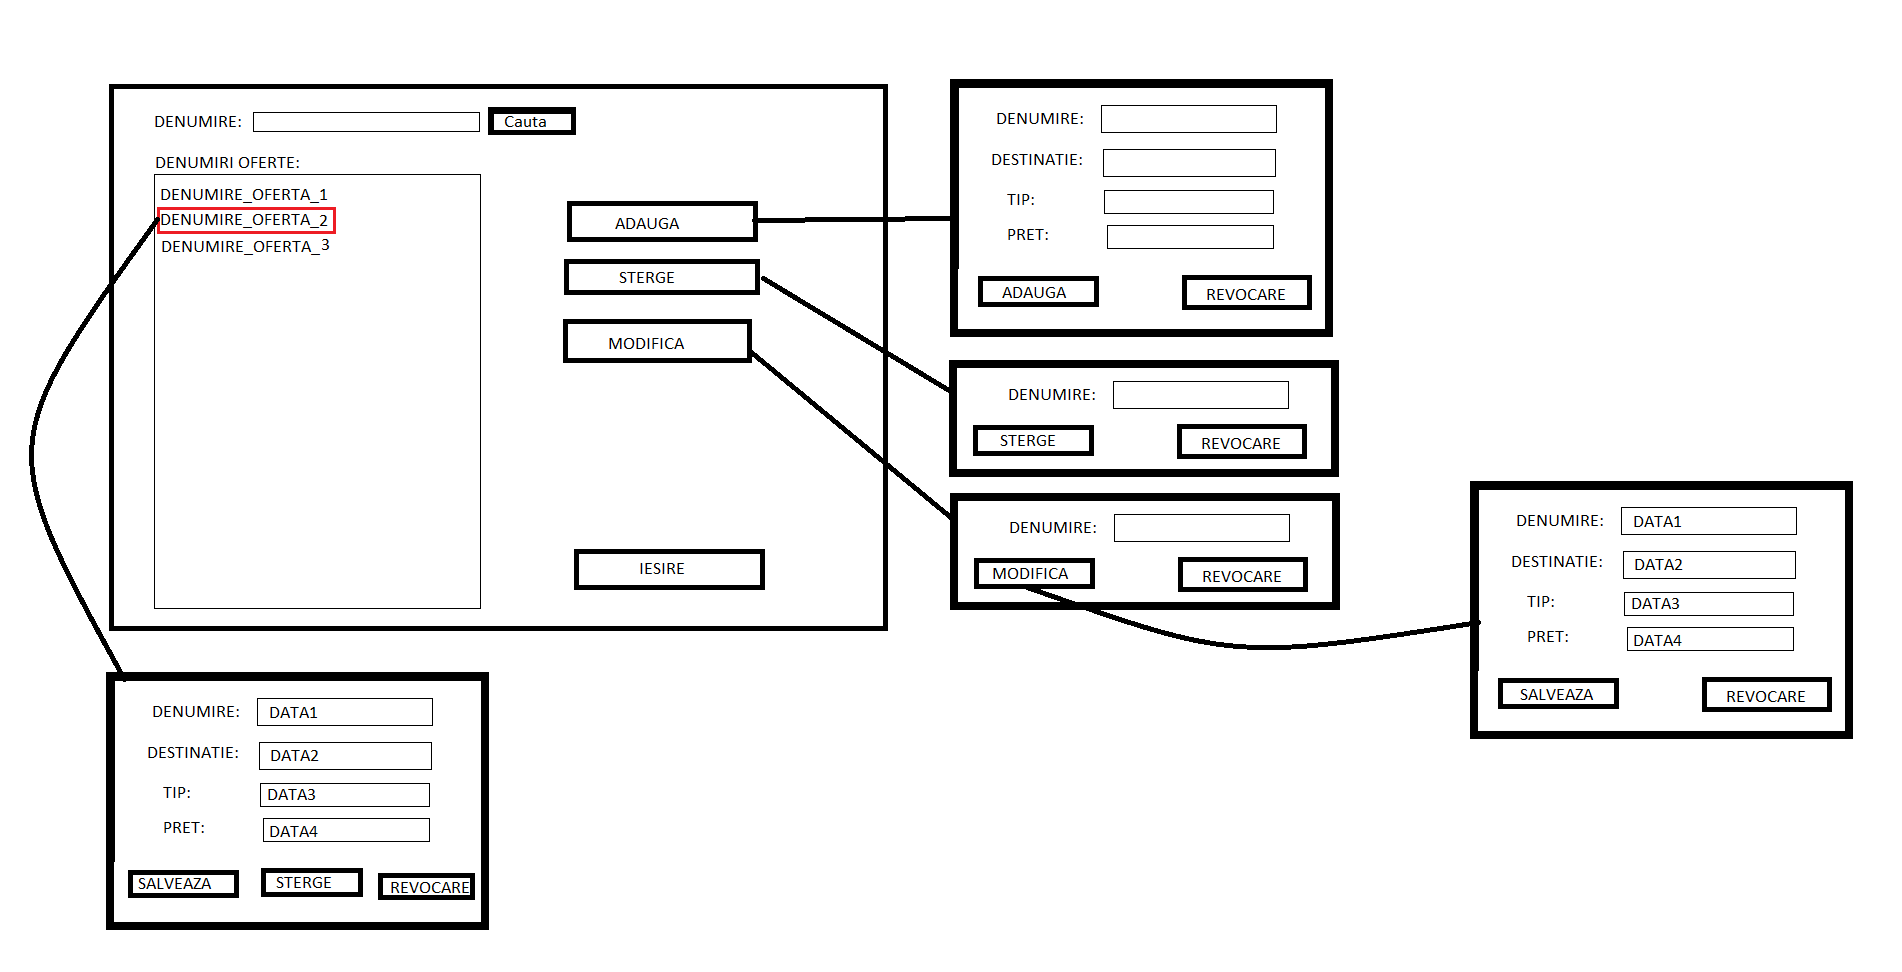 DENUMIRE:
Cauta
DENUMIRI OFERTE:
DENUMIRE_OFERTA_1
DENUMIRE_OFERTA_2
DENUMIRE_OFERTA_3
ADAUGA
STERGE
MODIFICA
IESIRE
DENUMIRE:
DESTINATIE:
TIP:
PRET:
ADAUGA
REVOCARE
DENUMIRE:
STERGE
REVOCARE
DENUMIRE:
MODIFICA
REVOCARE
DENUMIRE: DATA1
DESTINATIE: DATA2
TIP: DATA3
PRET: DATA4
SALVEAZA
REVOCARE
DENUMIRE: DATA1
DESTINATIE: DATA2
TIP: DATA3
PRET: DATA4
SALVEAZA
STERGE
REVOCARE